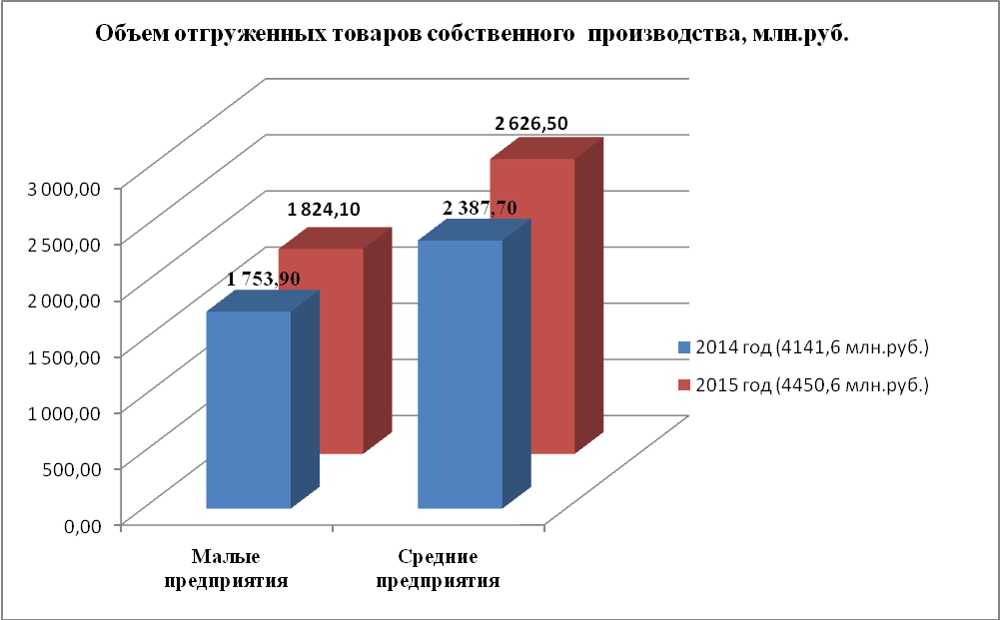 Объем отгруженных товаров собственного производства, млн.руб.
3 000,00
2 500,00
2 000,00
1 500,00
1 000,00
500,00
0,00
1 753,90
1 824,10
2 387,70
2 626,50
Малые
предприятия
Средние
предприятия
2014 год (4141,6 млн.руб.)
2015 год (4450,6 млн.руб.)